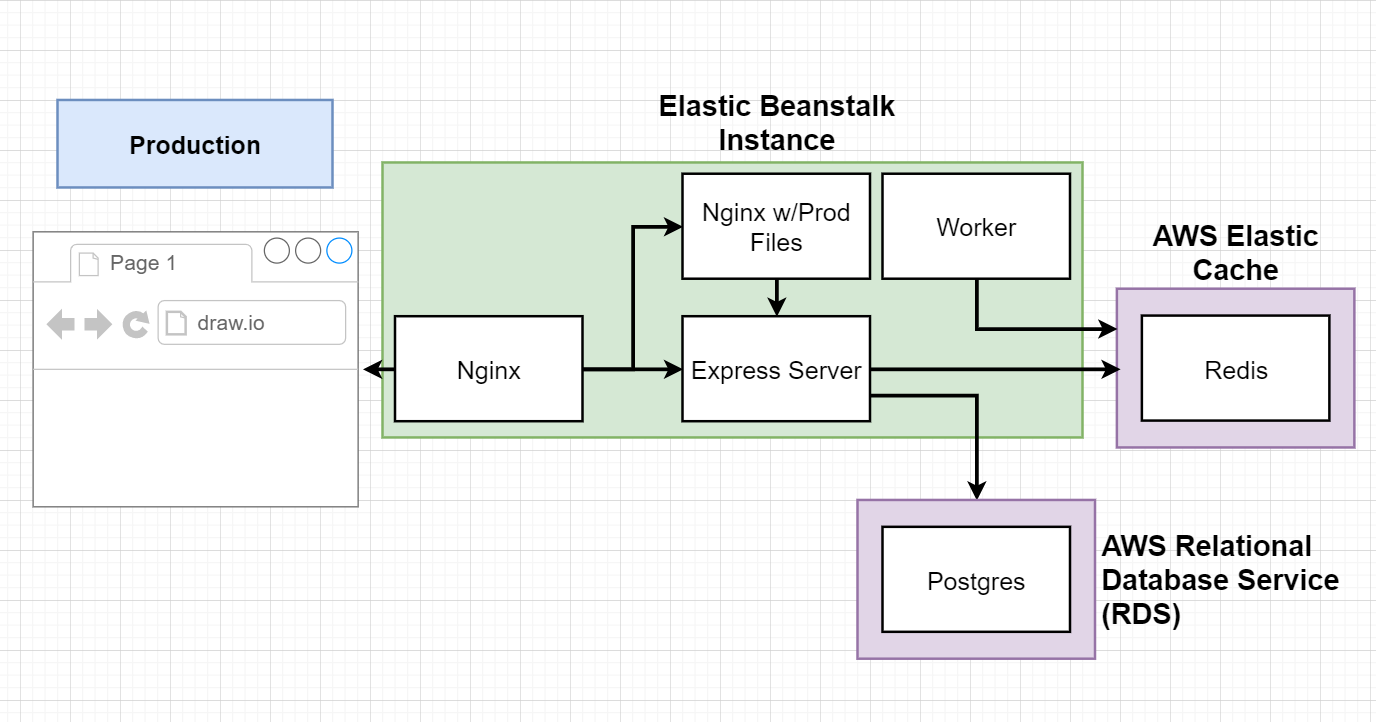 Production
Page 1
draw.io
Elastic Beanstalk
Instance
Nginx
Nginx w/Prod
Files
Worker
Express Server
AWS Elastic
Cache
Redis
Postgres
AWS Relational
Database Service
(RDS)